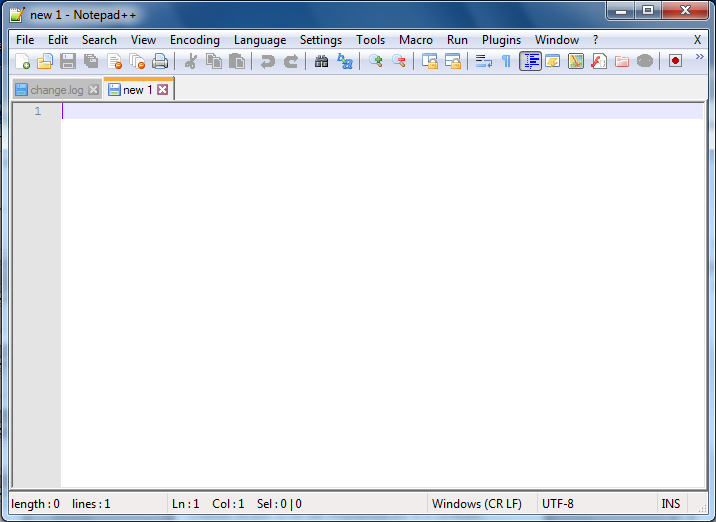 new 1 - Notepad++
File Edit Search View Encoding Language Settings Tools Macro Run Plugins Window ? X
change.log new 1
1
length : 0 lines : 1 Ln : 1 Col : 1 Sel : 0 | 0 Windows (CR LF) UTF-8 INS